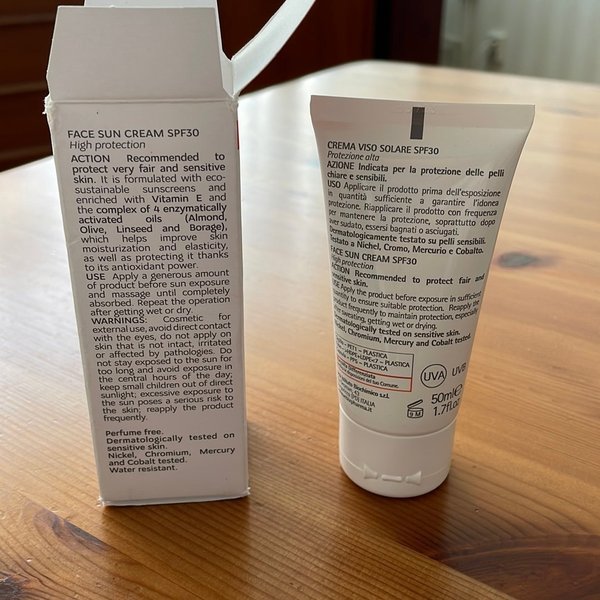 FACE SUN CREAM SPF30
High protection
ACTION Recommended to
protect very fair and sensitive
skin. It is formulated with eco-
sustainable sunscreens and
enriched with Vitamin E and
the complex of 4 enzymatically
activated oils (Almond,
Olive, Linseed and Borage),
which helps improve skin
moisturization and elasticity,
as well as protecting it thanks
to its antioxidant power.
USE Apply a generous amount
of product before sun exposure
and massage until completely
absorbed. Repeat the operation
after getting wet or dry.
WARNINGS: Cosmetic for
external use, avoid direct contact
with the eyes, do not apply on
skin that is not intact, irritated
or affected by pathologies. Do
not stay exposed to the sun for
too long and avoid exposure in
the central hours of the day;
keep small children out of direct
sunlight; excessive exposure to
the sun poses a serious risk to
the skin; reapply the product
frequently.
Perfume free.
Dermatologically tested on
sensitive skin.
Nickel, Chromium, Mercury
and Cobalt tested.
Water resistant.
CREMA VISO SOLARE SPF30
Protezione alta
AZIONE Indicata per la protezione delle pelli
chiare e sensibili.
USO Applicare il prodotto prima dell'esposizione
in quantità sufficiente a garantire l'idonea
protezione. Riapplicare il prodotto con frequenza
per mantenere la protezione, soprattutto dopo
aver sudato, essersi bagnati o asciugati.
Dermatologicamente testato su pelli sensibili.
Testato a Nichel, Cromo, Mercurio e Cobalto.
FACE SUN CREAM SPF30
High protection
ACTION Recommended to protect fair and
sensitive skin.
USE Apply the product before exposure in sufficient
quantity to ensure suitable protection. Reapply the
product frequently to maintain protection, especially
after sweating, getting wet or drying.
Dermatologically tested on sensitive skin.
Nickel, Chromium, Mercury and Cobalt tested.
PLASTICA
PLASTICA
PP5 - PLASTICA
del tuo Comune.
Biochimico s.r.l.
ITALIA
UVA UVB
50ml℮
1.7fl.oz